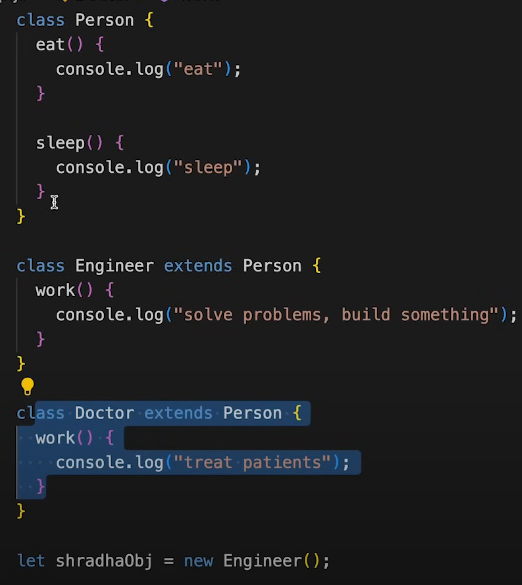 class Person {
  eat() {
    console.log("eat");
  }

  sleep() {
    console.log("sleep");
  }
}

class Engineer extends Person {
  work() {
    console.log("solve problems, build something");
  }
}

class Doctor extends Person {
  work() {
    console.log("treat patients");
  }
}

let shradhaObj = new Engineer();